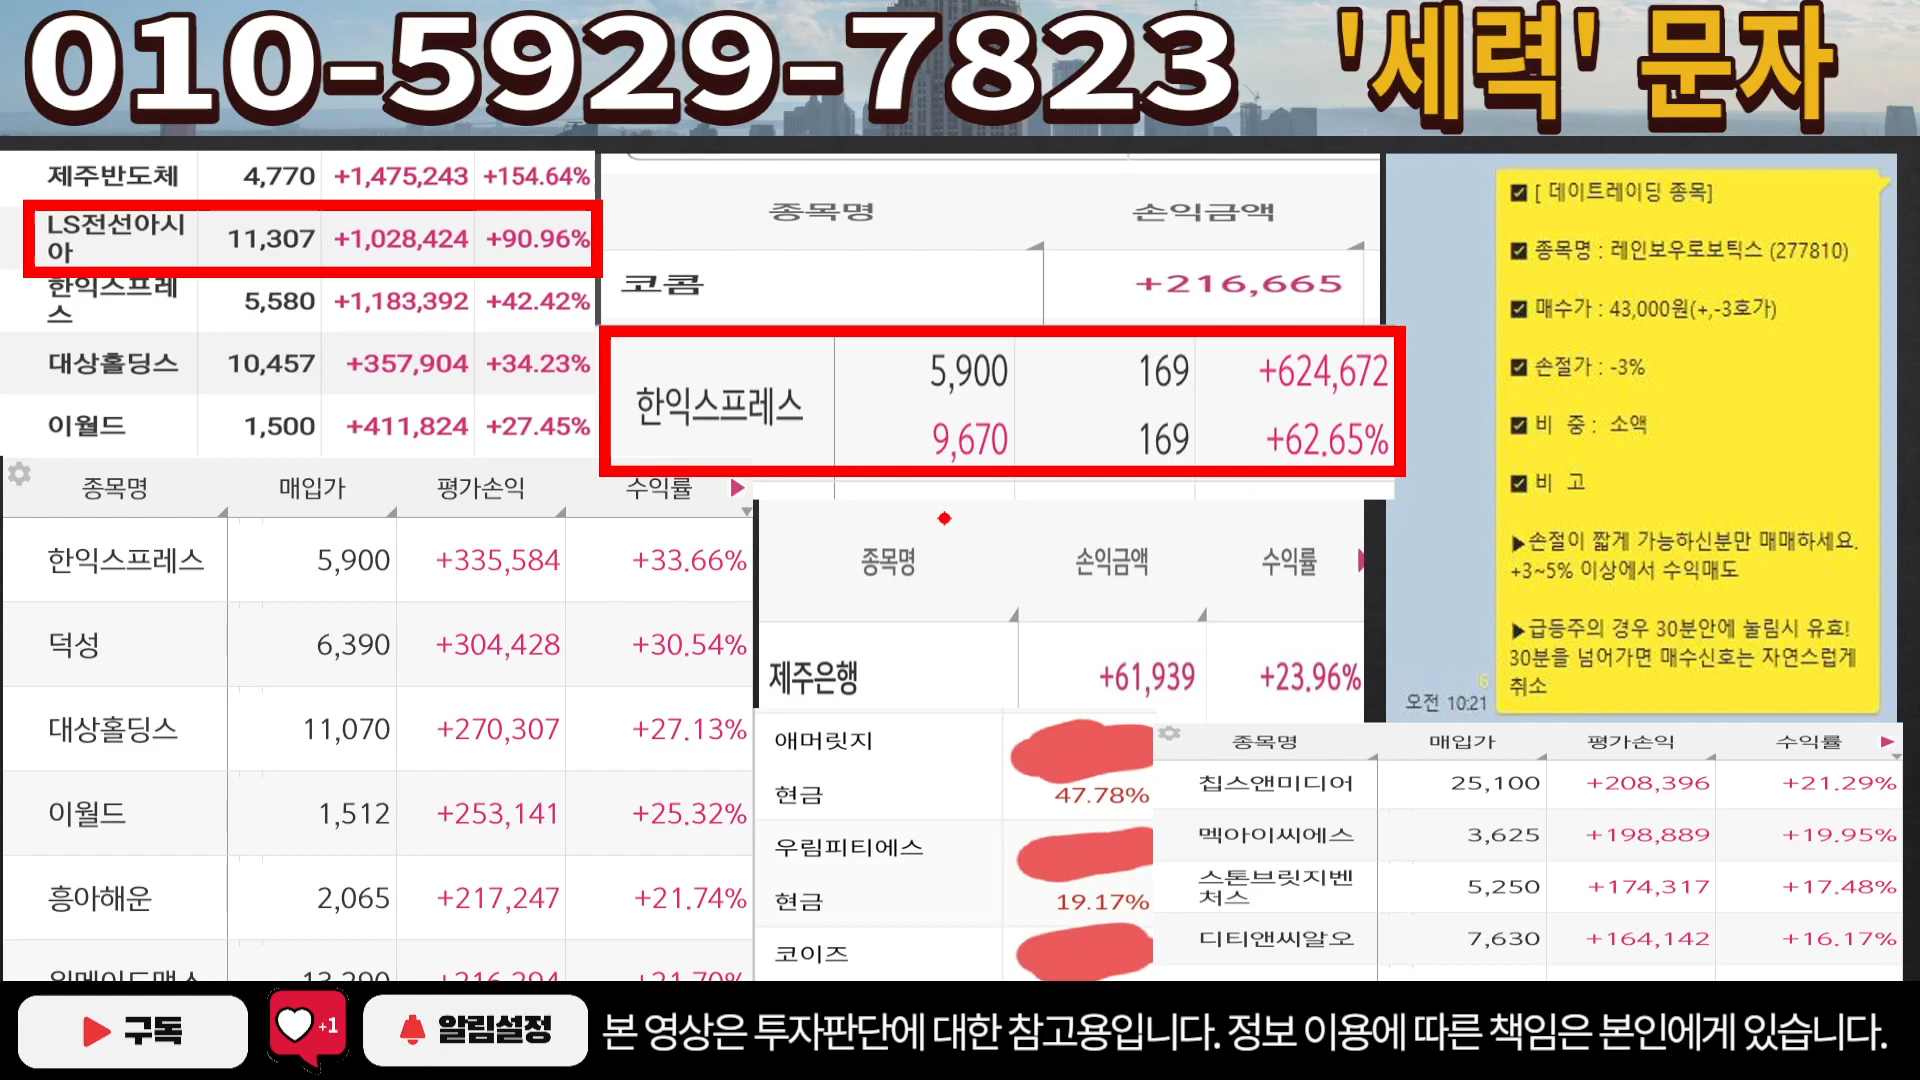 010-5929-7823 '세력' 문자
제주반도체 4,770 +1,475,243 +154.64%
LS전선아시
아 11,307 +1,028,424 +90.96%
한익스프레
스 5,580 +1,183,392 +42.42%
대상홀딩스 10,457 +357,904 +34.23%
이월드 1,500 +411,824 +27.45%
종목명 손익금액
코콤 +216,665
한익스프레스 5,900 169 +624,672
9,670 169 +62.65%
[ 데이트레이딩 종목]
종목명 : 레인보우로보틱스 (277810)
매수가 : 43,000원(+,-3호가)
손절가 : -3%
비 중 : 소액
비 고
▶손절이 짧게 가능하신분만 매매하세요.
+3~5% 이상에서 수익매도
▶급등주의 경우 30분안에 눌림시 유효!
30분을 넘어가면 매수신호는 자연스럽게
취소
6
오전 10:21
종목명 매입가 평가손익 수익률
한익스프레스 5,900 +335,584 +33.66%
덕성 6,390 +304,428 +30.54%
대상홀딩스 11,070 +270,307 +27.13%
이월드 1,512 +253,141 +25.32%
흥아해운 2,065 +217,247 +21.74%
종목명 손익금액 수익률
제주은행 +61,939 +23.96%
애머릿지
현금 47.78%
우림피티에스
현금 19.17%
코이즈
종목명 매입가 평가손익 수익률
칩스앤미디어 25,100 +208,396 +21.29%
멕아이씨에스 3,625 +198,889 +19.95%
스톤브릿지벤
처스 5,250 +174,317 +17.48%
디티앤씨알오 7,630 +164,142 +16.17%
구독 +1 알림설정 본 영상은 투자판단에 대한 참고용입니다. 정보 이용에 따른 책임은 본인에게 있습니다.